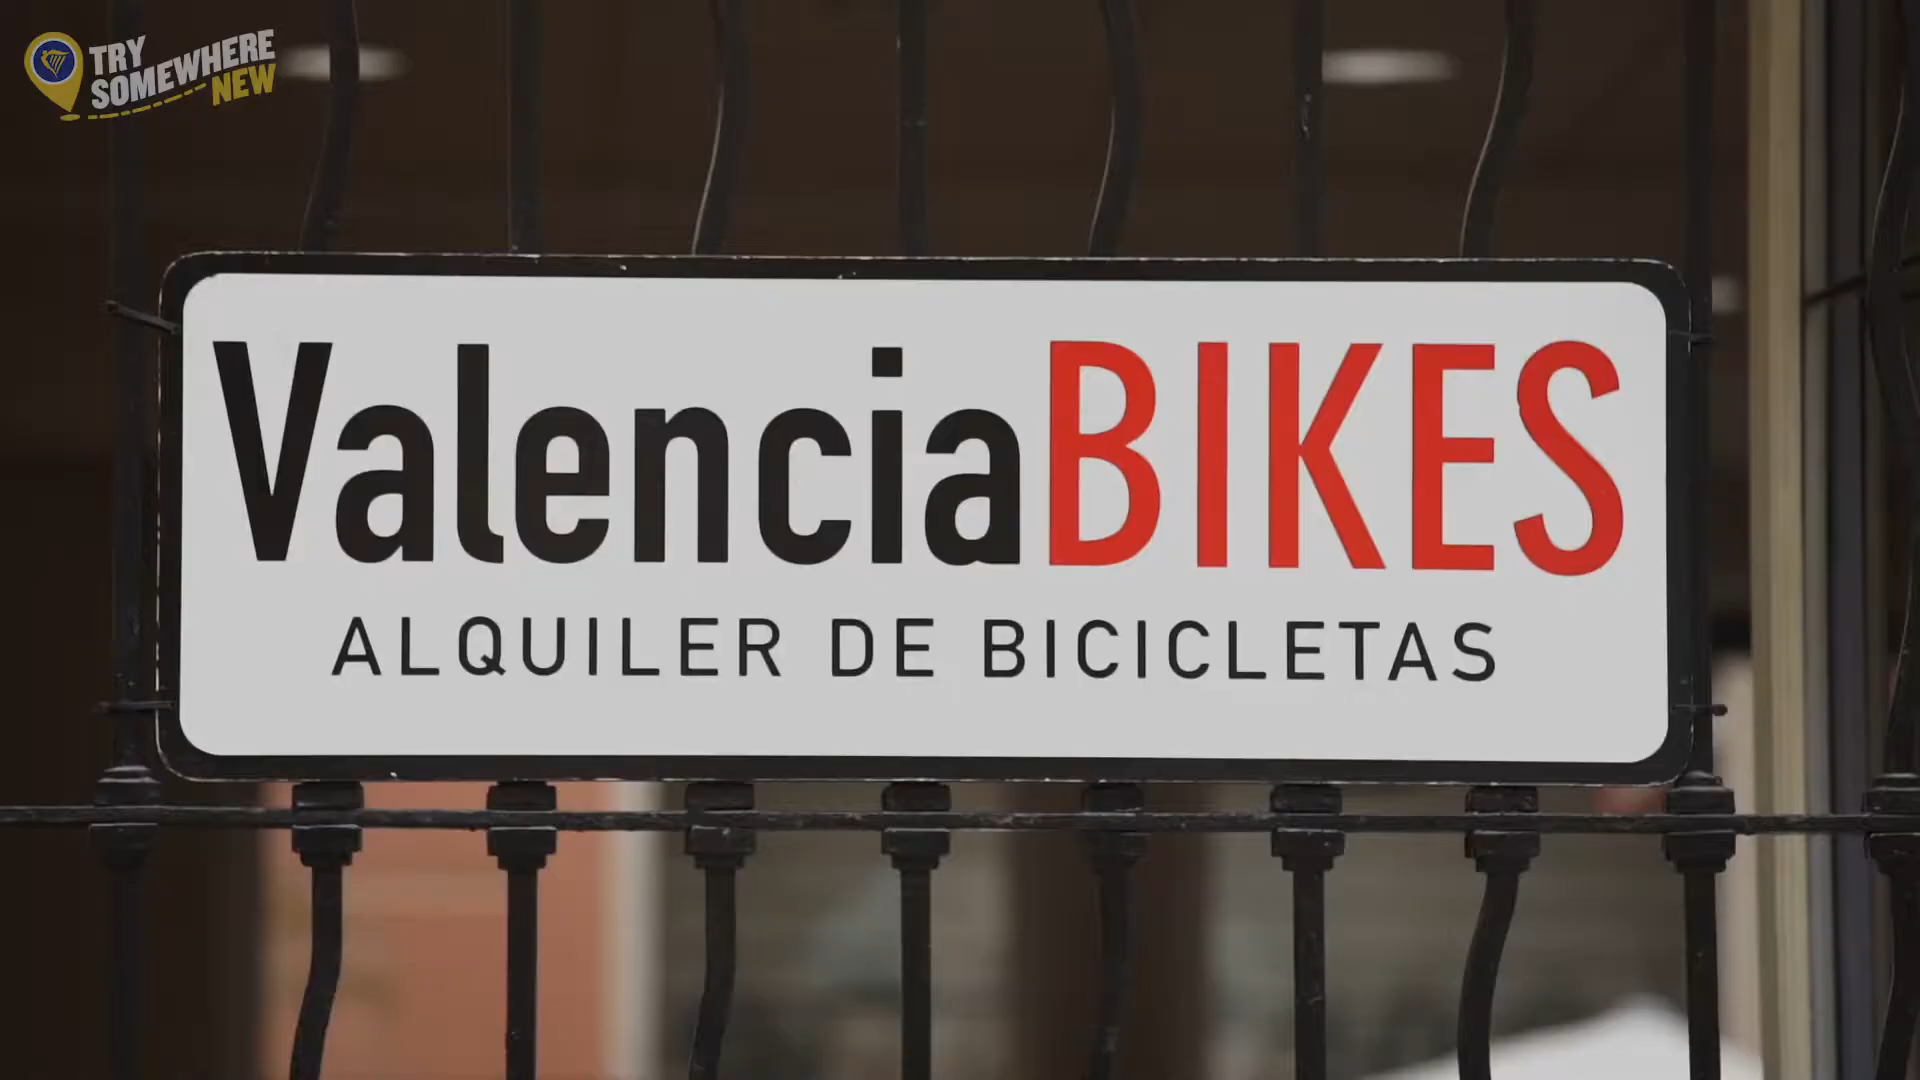 TRY
SOMEWHERE
NEW
ValenciaBIKES
ALQUILER DE BICICLETAS